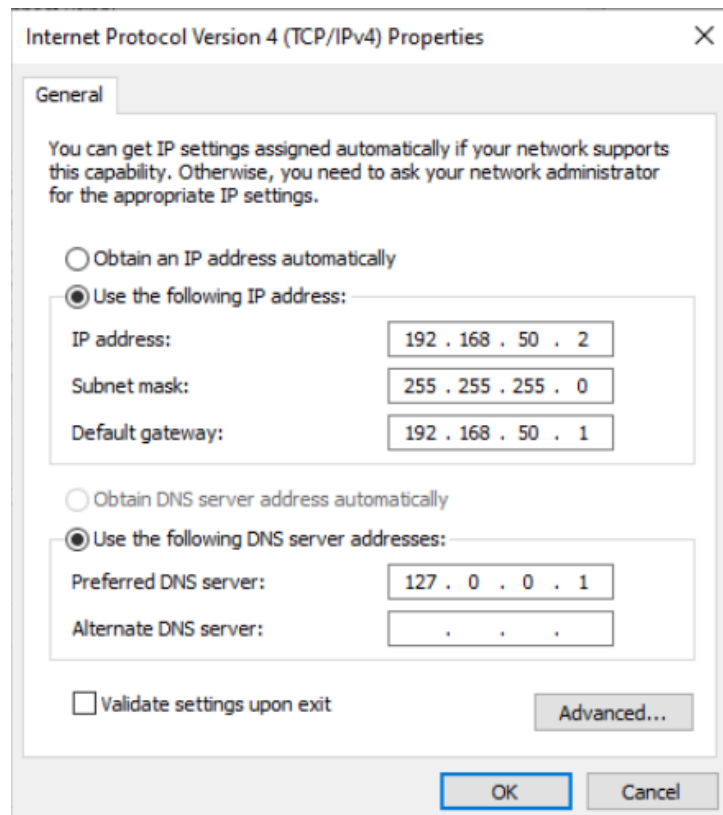 Internet Protocol Version 4 (TCP/IPv4) Properties
General
You can get IP settings assigned automatically if your network supports
this capability. Otherwise, you need to ask your network administrator
for the appropriate IP settings.
Obtain an IP address automatically
Use the following IP address:
IP address: 192 . 168 . 50 . 2
Subnet mask: 255 . 255 . 255 . 0
Default gateway: 192 . 168 . 50 . 1
Obtain DNS server address automatically
Use the following DNS server addresses:
Preferred DNS server: 127 . 0 . 0 . 1
Alternate DNS server: . . .
Validate settings upon exit
Advanced...
OK Cancel